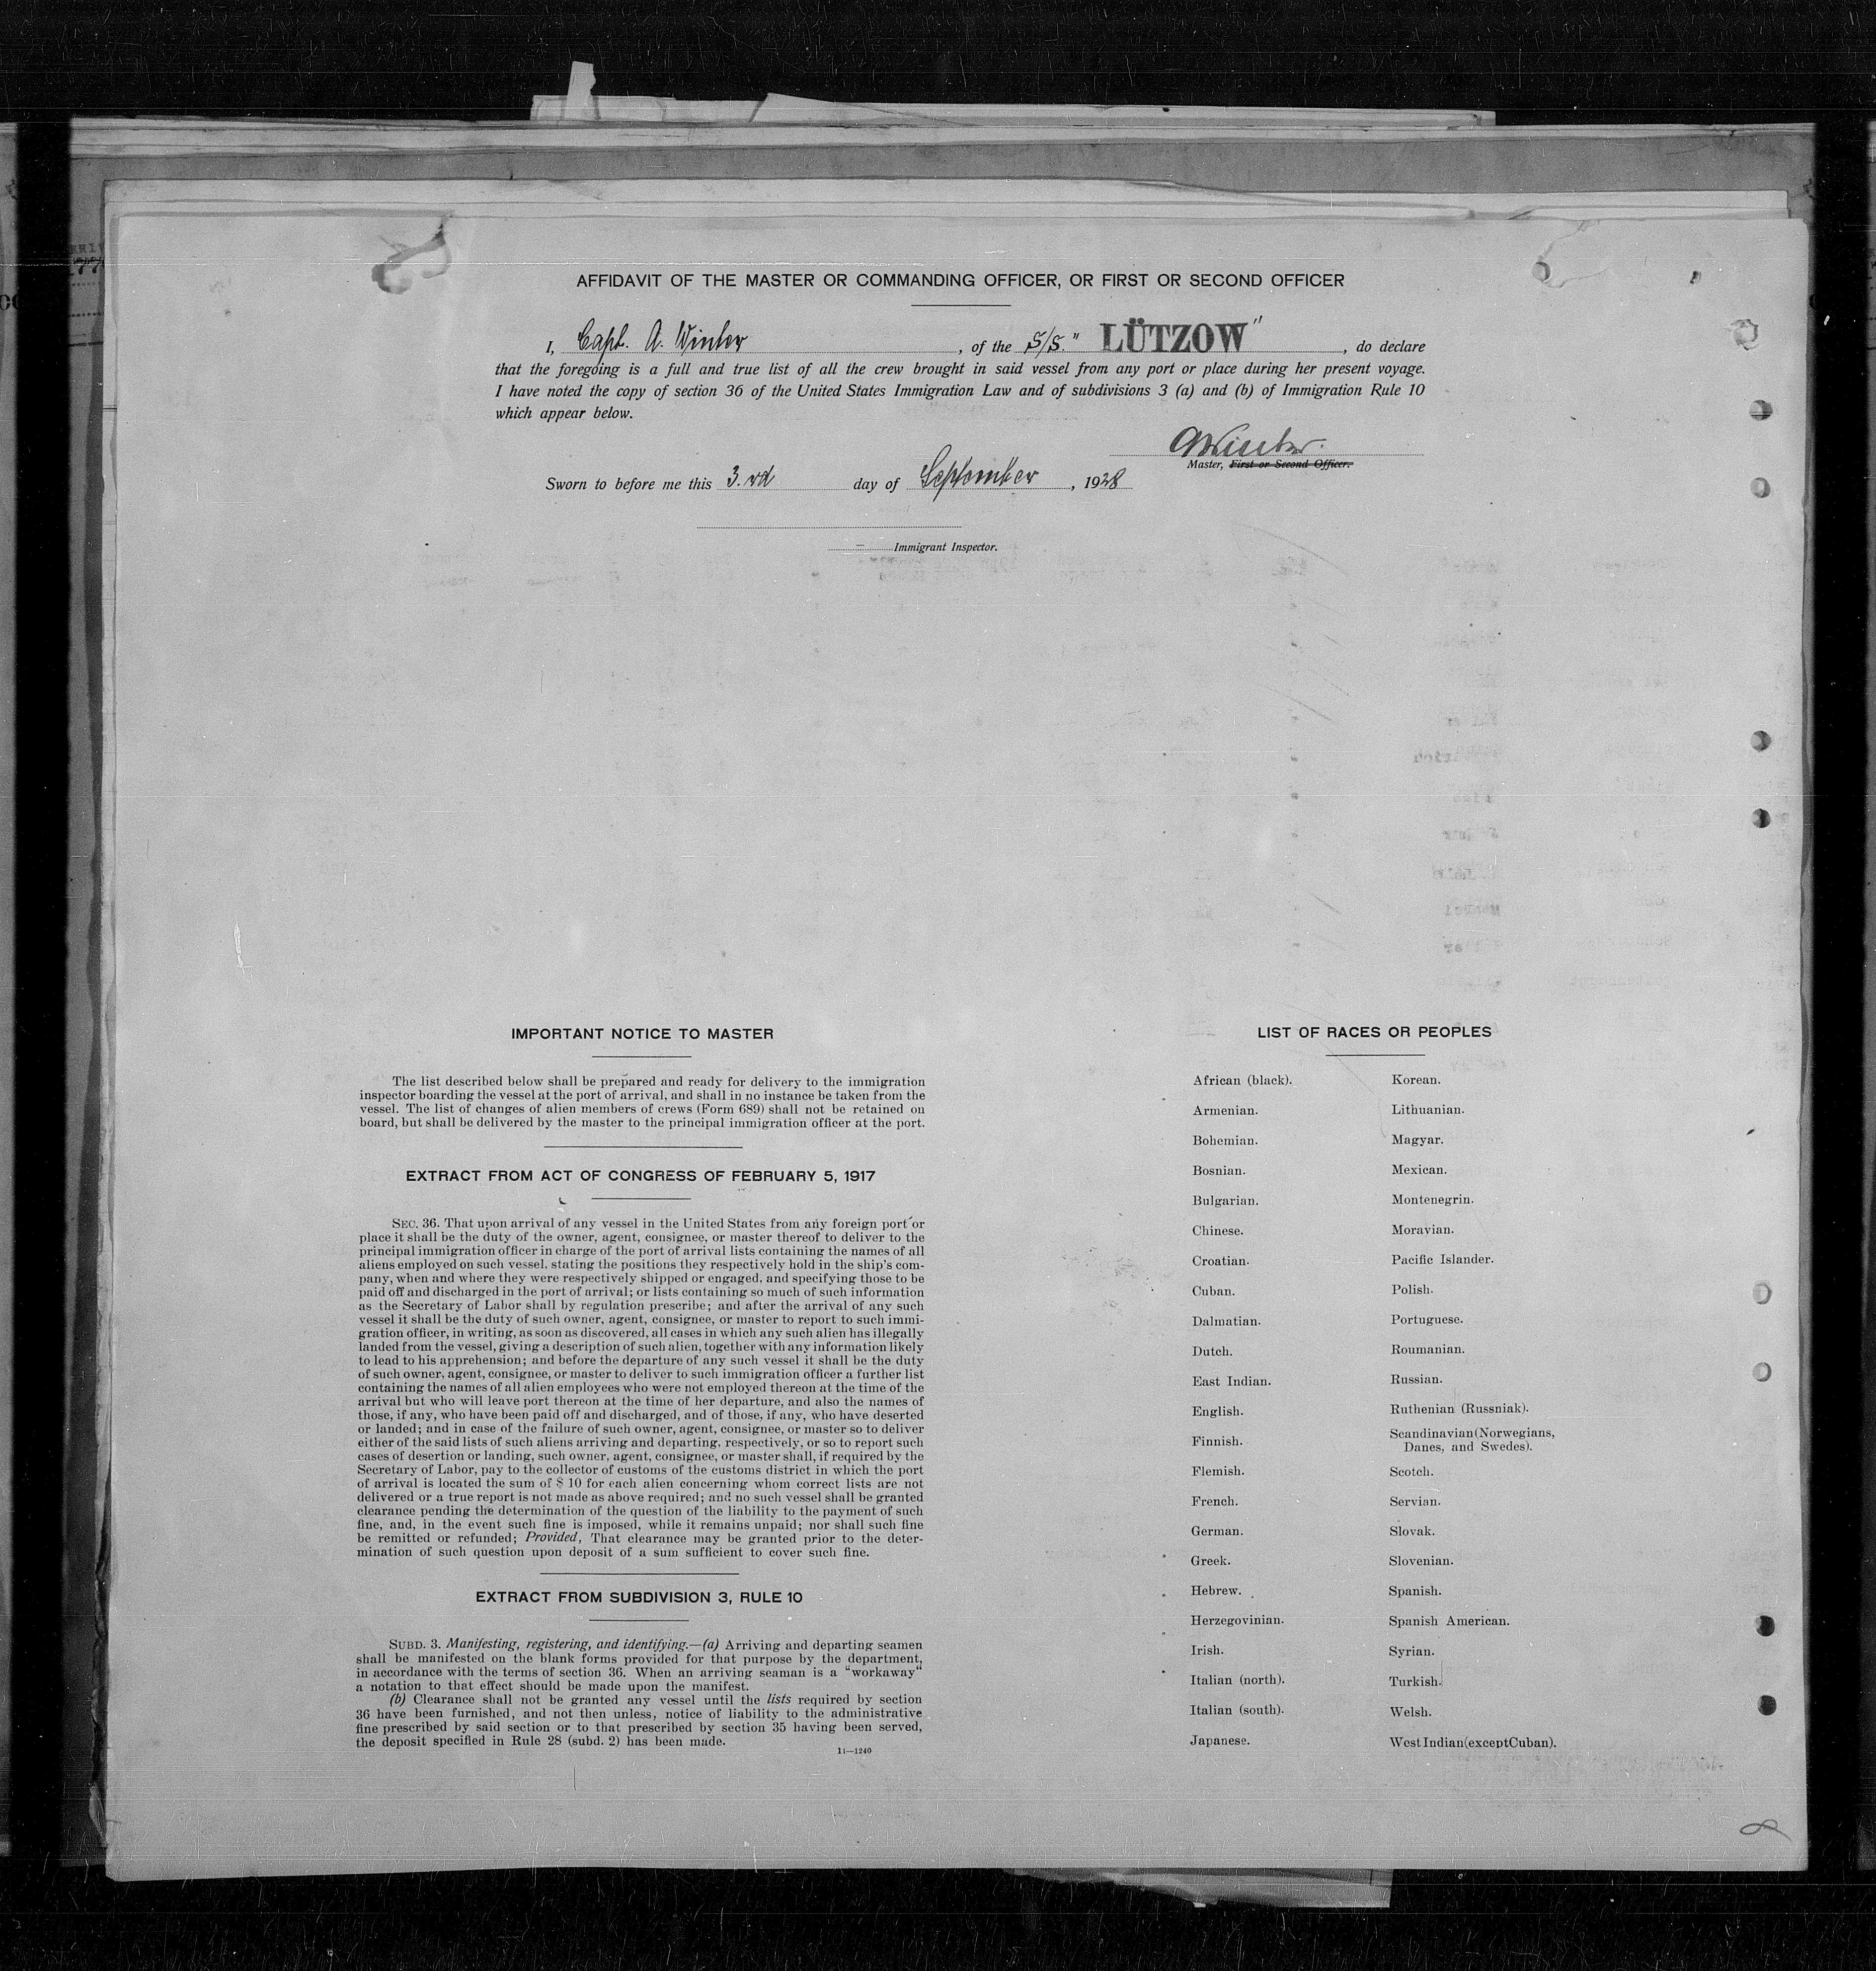 AFFIDAVIT OF THE MASTER OR COMMANDING OFFICER, OR FIRST OR SECOND OFFICER
I, Capt. A. Winter, of the S/S. " LÜTZOW ", do declare
that the foregoing is a full and true list of all the crew brought in said vessel from any port or place during her present voyage.
I have noted the copy of section 36 of the United States Immigration Law and of subdivisions 3 (a) and (b) of Immigration Rule 10
which appear below.
AWinter.
Master, First or Second Officer.
Sworn to before me this 3.rd day of September, 1928
Immigrant Inspector.
IMPORTANT NOTICE TO MASTER
The list described below shall be prepared and ready for delivery to the immigration
inspector boarding the vessel at the port of arrival, and shall in no instance be taken from the
vessel. The list of changes of alien members of crews (Form 689) shall not be retained on
board, but shall be delivered by the master to the principal immigration officer at the port.
EXTRACT FROM ACT OF CONGRESS OF FEBRUARY 5, 1917
SEC. 36. That upon arrival of any vessel in the United States from any foreign port or
place it shall be the duty of the owner, agent, consignee, or master thereof to deliver to the
principal immigration officer in charge of the port of arrival lists containing the names of all
aliens employed on such vessel, stating the positions they respectively hold in the ship's com-
pany, when and where they were respectively shipped or engaged, and specifying those to be
paid off and discharged in the port of arrival; or lists containing so much of such information
as the Secretary of Labor shall by regulation prescribe; and after the arrival of any such
vessel it shall be the duty of such owner, agent, consignee, or master to report to such immi-
gration officer, in writing, as soon as discovered, all cases in which any such alien has illegally
landed from the vessel, giving a description of such alien, together with any information likely
to lead to his apprehension; and before the departure of any such vessel it shall be the duty
of such owner, agent, consignee, or master to deliver to such immigration officer a further list
containing the names of all alien employees who were not employed thereon at the time of the
arrival but who will leave port thereon at the time of her departure, and also the names of
those, if any, who have been paid off and discharged, and of those, if any, who have deserted
or landed; and in case of the failure of such owner, agent, consignee, or master so to deliver
either of the said lists of such aliens arriving and departing, respectively, or so to report such
cases of desertion or landing, such owner, agent, consignee, or master shall, if required by the
Secretary of Labor, pay to the collector of customs of the customs district in which the port
of arrival is located the sum of $ 10 for each alien concerning whom correct lists are not
delivered or a true report is not made as above required; and no such vessel shall be granted
clearance pending the determination of the question of the liability to the payment of such
fine, and, in the event such fine is imposed, while it remains unpaid; nor shall such fine
be remitted or refunded; Provided, That clearance may be granted prior to the deter-
mination of such question upon deposit of a sum sufficient to cover such fine.
EXTRACT FROM SUBDIVISION 3, RULE 10
SUBD. 3. Manifesting, registering, and identifying.—(a) Arriving and departing seamen
shall be manifested on the blank forms provided for that purpose by the department,
in accordance with the terms of section 36. When an arriving seaman is a "workaway"
a notation to that effect should be made upon the manifest.
(b) Clearance shall not be granted any vessel until the lists required by section
36 have been furnished, and not then unless, notice of liability to the administrative
fine prescribed by said section or to that prescribed by section 35 having been served,
the deposit specified in Rule 28 (subd. 2) has been made.
11—1240
LIST OF RACES OR PEOPLES
African (black).
Armenian.
Bohemian.
Bosnian.
Bulgarian.
Chinese.
Croatian.
Cuban.
Dalmatian.
Dutch.
East Indian.
English.
Finnish.
Flemish.
French.
German.
Greek.
Hebrew.
Herzegovinian.
Irish.
Italian (north).
Italian (south).
Japanese.
Korean.
Lithuanian.
Magyar.
Mexican.
Montenegrin.
Moravian.
Pacific Islander.
Polish.
Portuguese.
Roumanian.
Russian.
Ruthenian (Russniak).
Scandinavian(Norwegians,
Danes, and Swedes).
Scotch.
Servian.
Slovak.
Slovenian.
Spanish.
Spanish American.
Syrian.
Turkish.
Welsh.
West Indian(except Cuban).